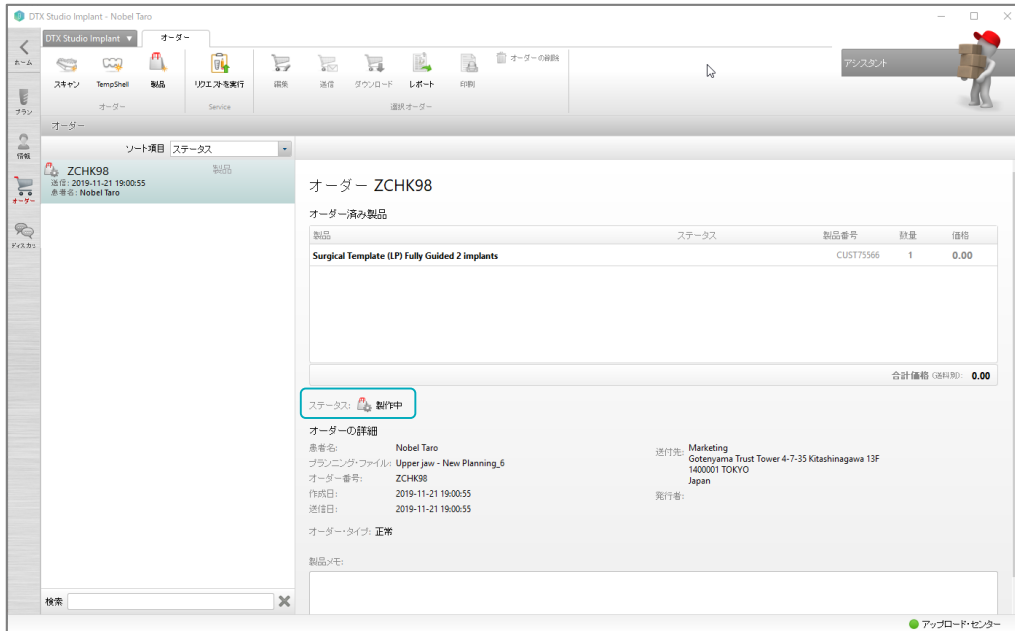 DTX Studio Implant - Nobel Taro
DTX Studio Implant ▼ オーダー
ホーム
スキャン TempShell 製品 リクエストを実行 編集 送信 ダウンロード レポート 印刷 オーダーの削除
オーダー Service 選択オーダー
アシスタント
プラン
オーダー
情報
ソート項目 ステータス
ZCHK98 製品
送信: 2019-11-21 19:00:55
患者名: Nobel Taro
オーダー
オーダー ZCHK98
オーダー済み製品
製品 ステータス 製品番号 数量 価格
Surgical Template (LP) Fully Guided 2 implants CUST75566 1 0.00
合計価格 (送料別): 0.00
ステータス: 製作中
オーダーの詳細
患者名: Nobel Taro
プランニング・ファイル: Upper jaw - New Planning_6
オーダー番号: ZCHK98
作成日: 2019-11-21 19:00:55
送信日: 2019-11-21 19:00:55
送付先: Marketing
Gotenyama Trust Tower 4-7-35 Kitashinagawa 13F
1400001 TOKYO
Japan
発行者:
オーダー・タイプ: 正常
製品メモ:
検索
アップロード・センター